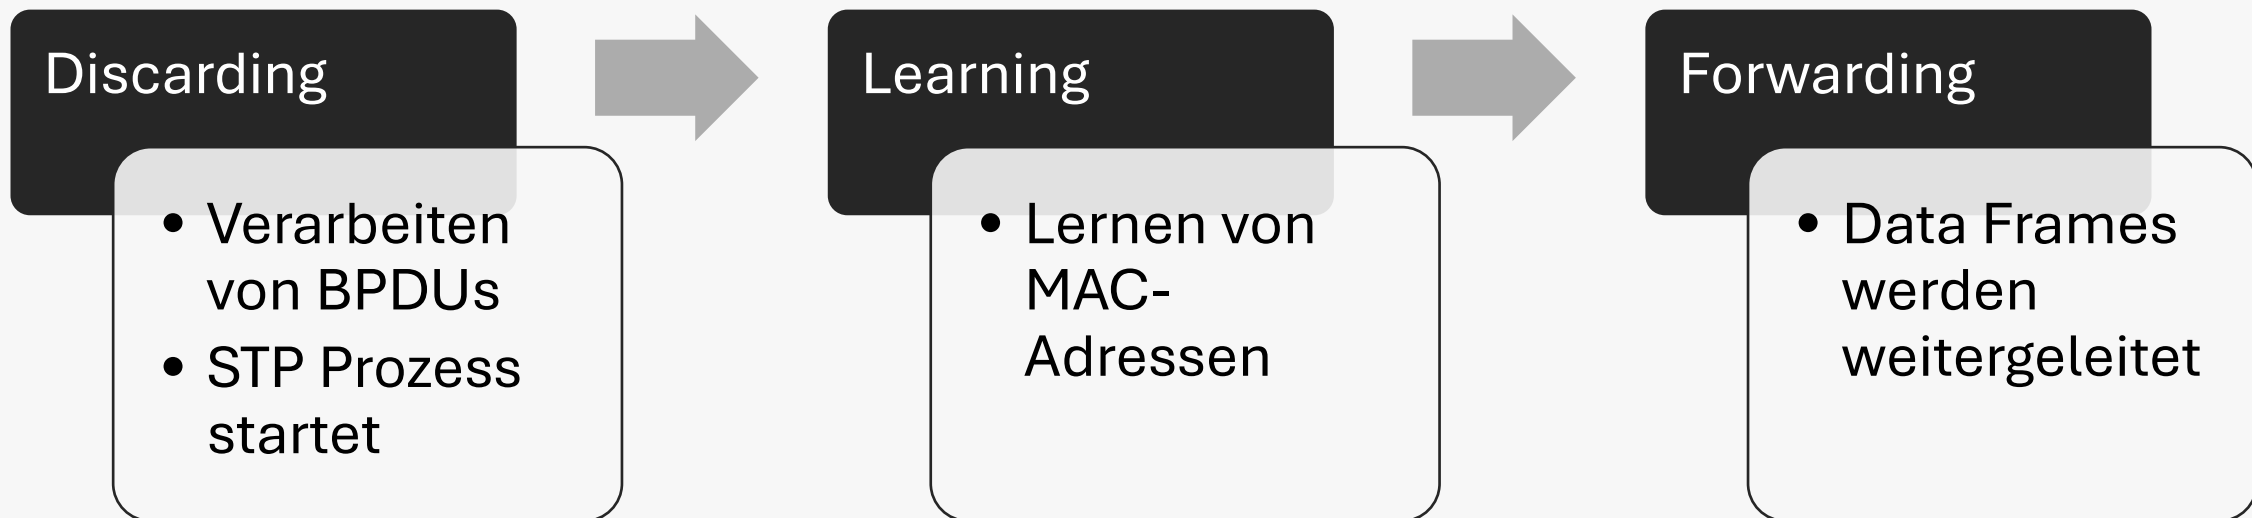 Discarding
• Verarbeiten
von BPDUs
• STP Prozess
startet
Learning
• Lernen von
MAC-
Adressen
Forwarding
• Data Frames
werden
weitergeleitet